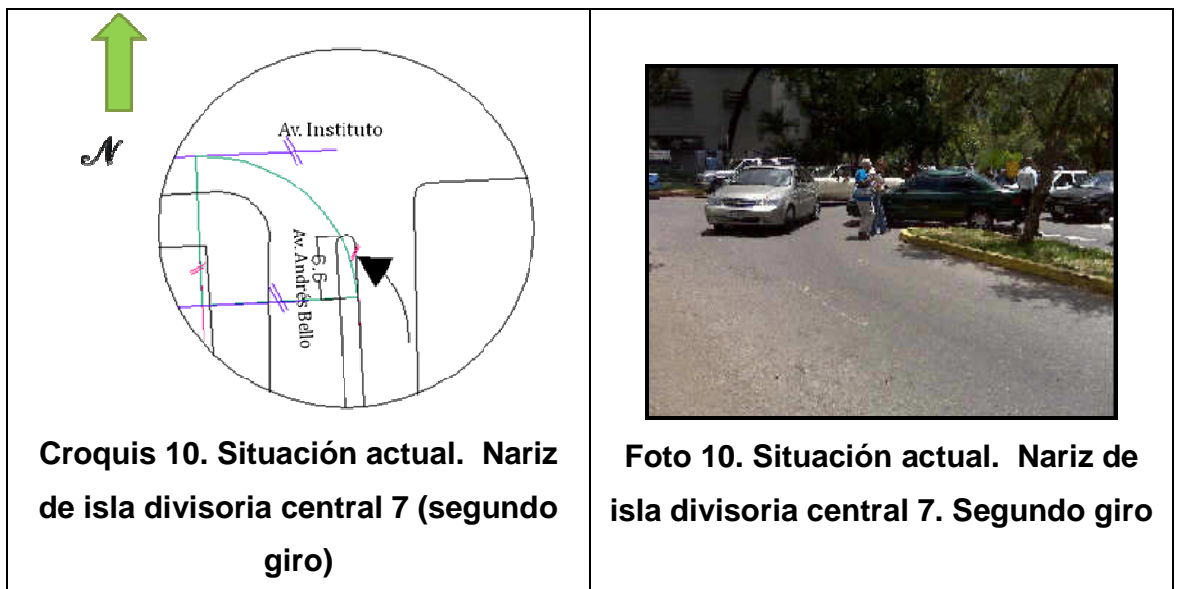 N
Av. Instituto
Av. Andrés Bello
6,6
Croquis 10. Situación actual.  Nariz
de isla divisoria central 7 (segundo
giro)
Foto 10. Situación actual.  Nariz de
isla divisoria central 7. Segundo giro